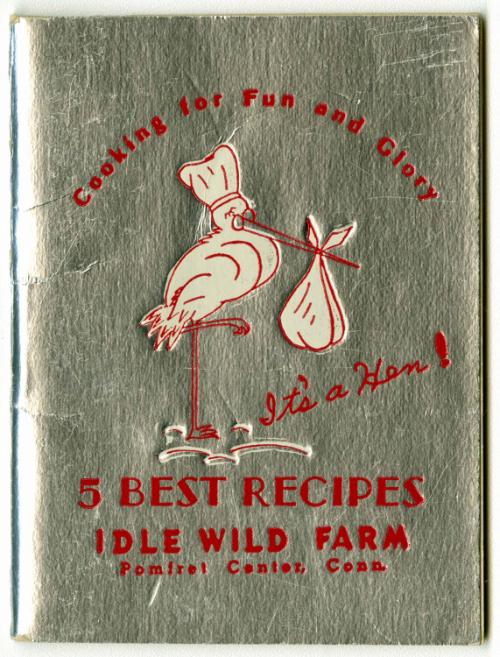 Cooking for Fun and Glory
It's a Hen!
5 BEST RECIPES
IDLE WILD FARM
Pomfret Center, Conn.